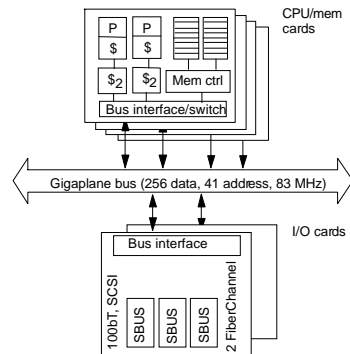 CPU/mem
cards
P P
$ $
$2 $2
Mem ctrl
Bus interface/switch
Gigaplane bus (256 data, 41 address, 83 MHz)
I/O cards
Bus interface
100bT, SCSI
SBUS
SBUS
SBUS
2 FiberChannel